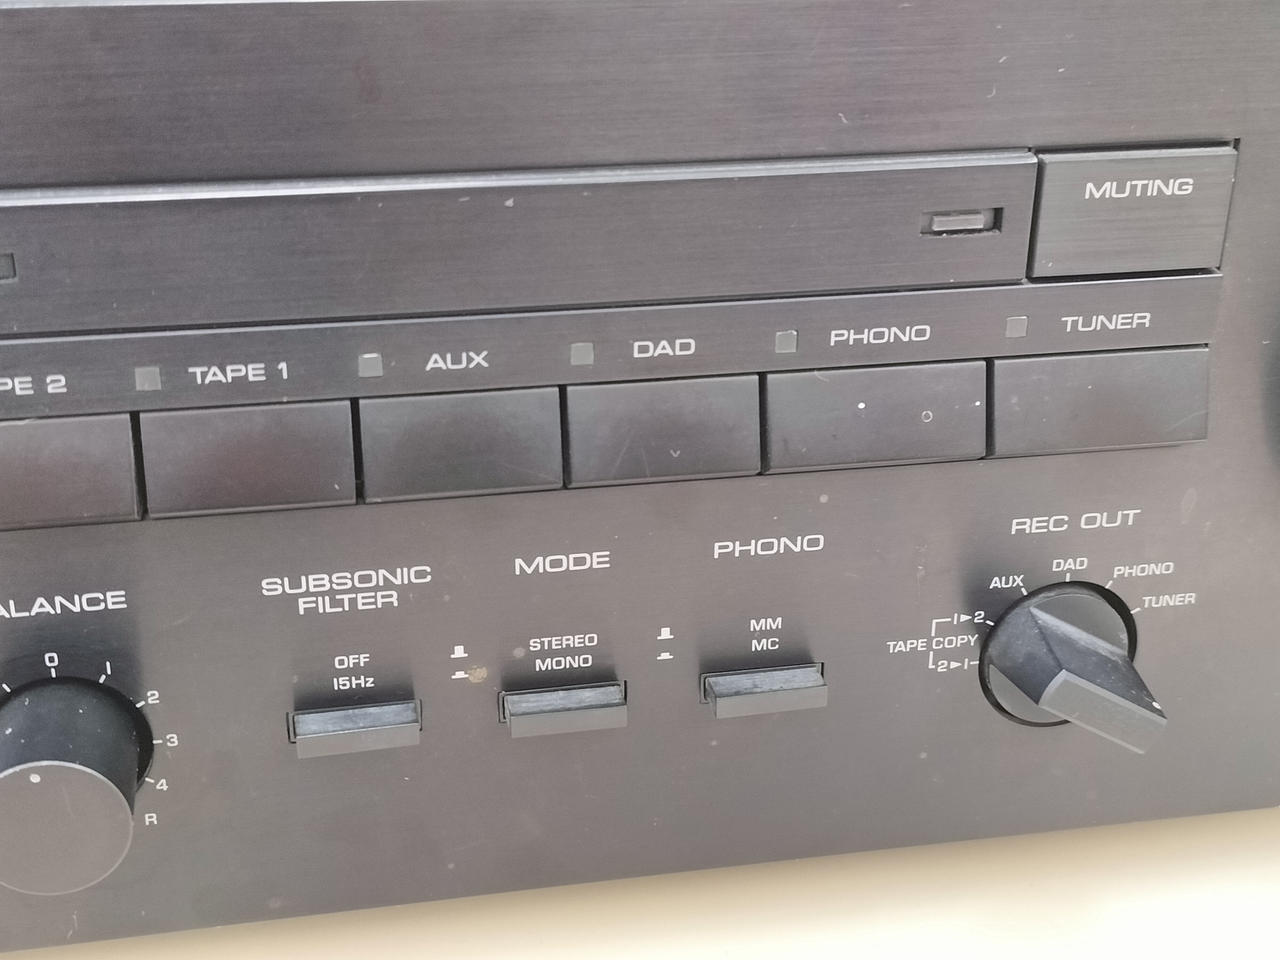 MUTING
PE 2
TAPE 1
AUX
DAD
PHONO
TUNER
ALANCE
0
1
2
3
4
R
SUBSONIC
FILTER
OFF
15Hz
MODE
STEREO
MONO
PHONO
MM
MC
REC OUT
DAD
AUX
PHONO
TUNER
1▶2
TAPE COPY
2▶1